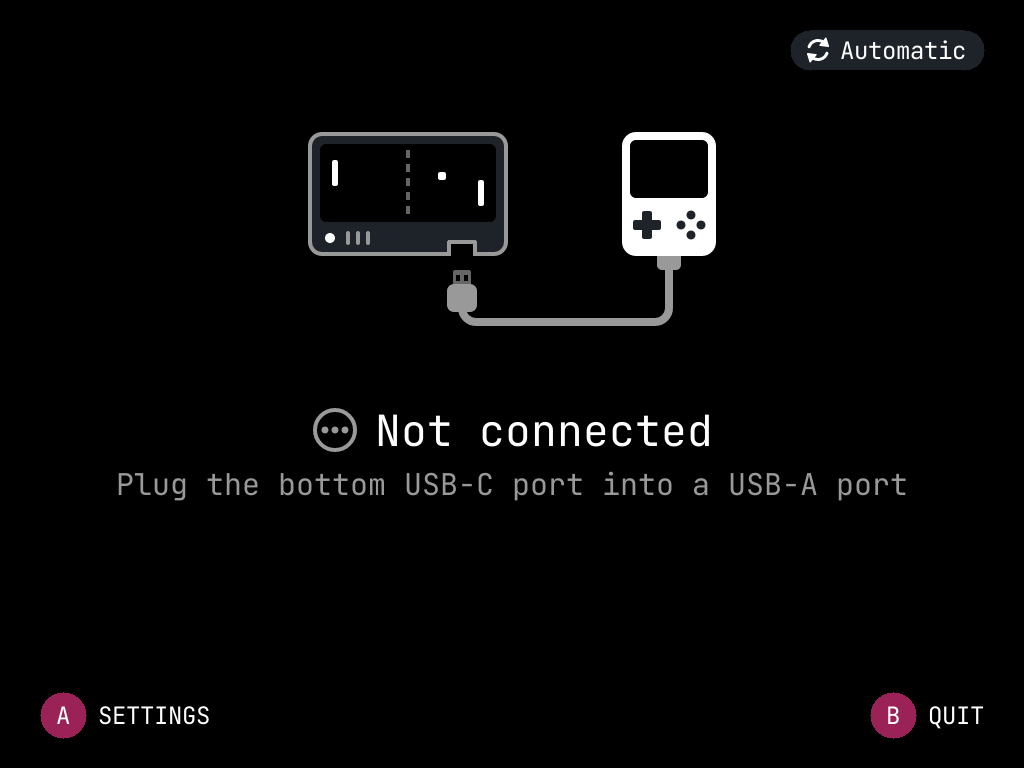 Automatic
Not connected
Plug the bottom USB-C port into a USB-A port
A SETTINGS
B QUIT